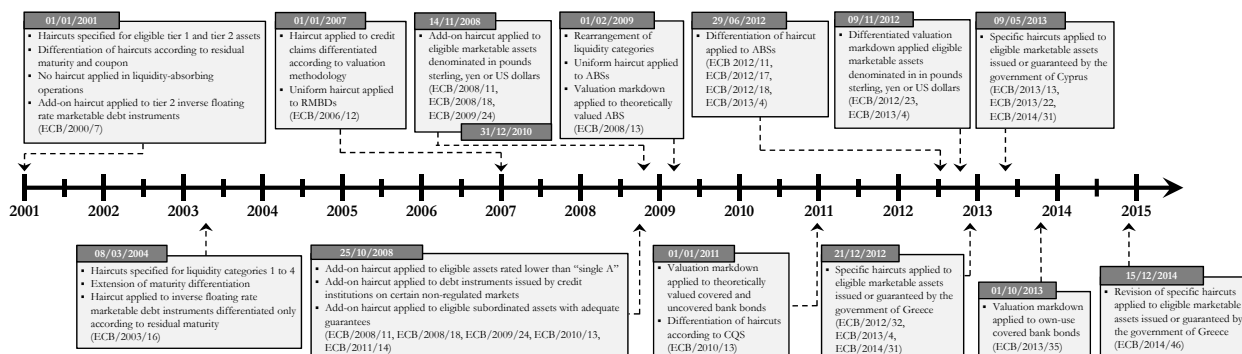 01/01/2001
▪ Haircuts specified for eligible tier 1 and tier 2 assets
▪ Differentiation of haircuts according to residual
maturity and coupon
▪ No haircut applied in liquidity-absorbing
operations
▪ Add-on haircut applied to tier 2 inverse floating
rate marketable debt instruments
(ECB/2000/7)
01/01/2007
▪ Haircut applied to credit
claims differentiated
according to valuation
methodology
▪ Uniform haircut applied
to RMBDs
(ECB/2006/12)
14/11/2008
▪ Add-on haircut applied to
eligible marketable assets
denominated in pounds
sterling, yen or US dollars
(ECB/2008/11,
ECB/2008/18,
ECB/2009/24)
31/12/2010
01/02/2009
▪ Rearrangement of
liquidity categories
▪ Uniform haircut
applied to ABSs
▪ Valuation markdown
applied to theoretically
valued ABS
(ECB/2008/13)
29/06/2012
▪ Differentiation of haircut
applied to ABSs
(ECB 2012/11,
ECB/2012/17,
ECB/2012/18,
ECB/2013/4)
09/11/2012
▪ Differentiated valuation
markdown applied eligible
marketable assets
denominated in in pounds
sterling, yen or US dollars
(ECB/2012/23,
ECB/2013/4)
09/05/2013
▪ Specific haircuts applied to
eligible marketable assets
issued or guaranteed by the
government of Cyprus
(ECB/2013/13,
ECB/2013/22,
ECB/2014/31)
2001 2002 2003 2004 2005 2006 2007 2008 2009 2010 2011 2012 2013 2014 2015
08/03/2004
▪ Haircuts specified for liquidity categories 1 to 4
▪ Extension of maturity differentiation
▪ Haircut applied to inverse floating rate
marketable debt instruments differentiated only
according to residual maturity
(ECB/2003/16)
25/10/2008
▪ Add-on haircut applied to eligible assets rated lower than “single A”
▪ Add-on haircut applied to debt instruments issued by credit
institutions on certain non-regulated markets
▪ Add-on haircut applied to eligible subordinated assets with adequate
guarantees
(ECB/2008/11, ECB/2008/18, ECB/2009/24, ECB/2010/13,
ECB/2011/14)
01/01/2011
▪ Valuation markdown
applied to theoretically
valued covered and
uncovered bank bonds
▪ Differentiation of haircuts
according to CQS
(ECB/2010/13)
21/12/2012
▪ Specific haircuts applied to
eligible marketable assets
issued or guaranteed by the
government of Greece
(ECB/2012/32,
ECB/2013/4,
ECB/2014/31)
01/10/2013
▪ Valuation markdown
applied to own-use
covered bank bonds
(ECB/2013/35)
15/12/2014
▪ Revision of specific haircuts
applied to eligible marketable
assets issued or guaranteed by
the government of Greece
(ECB/2014/46)